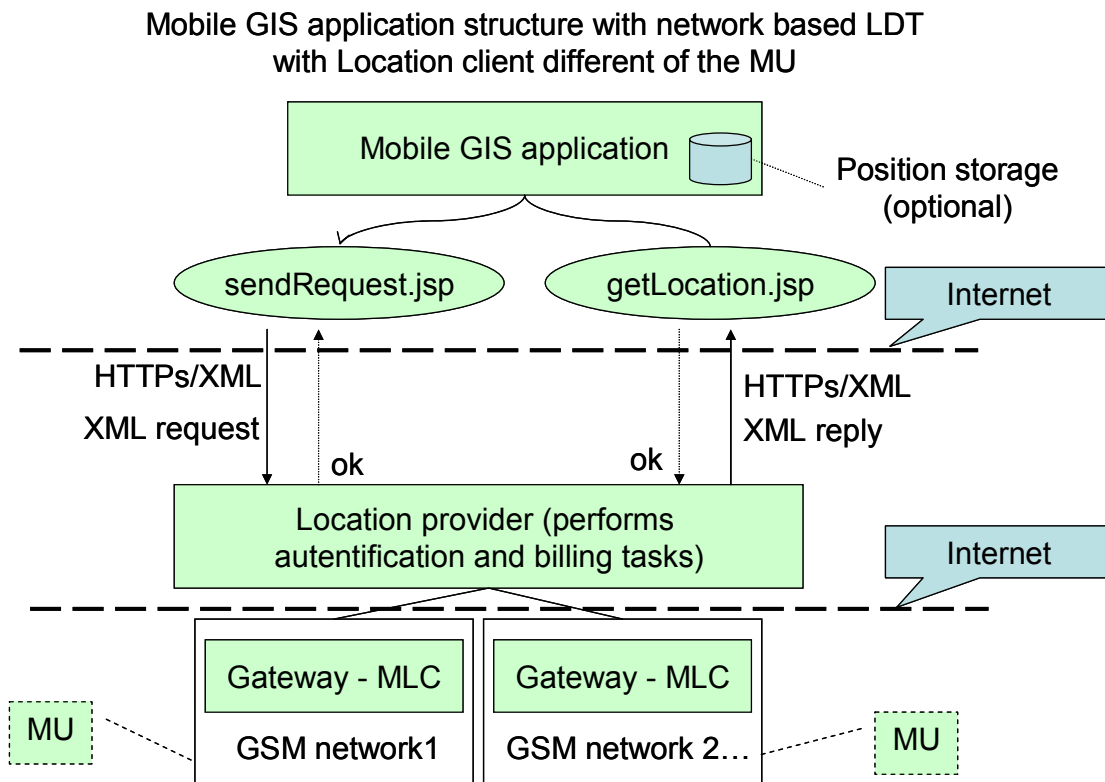 Mobile GIS application structure with network based LDT
with Location client different of the MU
Mobile GIS application
Position storage
(optional)
sendRequest.jsp
getLocation.jsp
Internet
HTTPs/XML
XML request
ok
ok
HTTPs/XML
XML reply
Location provider (performs
autentification and billing tasks)
Internet
Gateway - MLC
Gateway - MLC
MU
GSM network1
GSM network 2…
MU